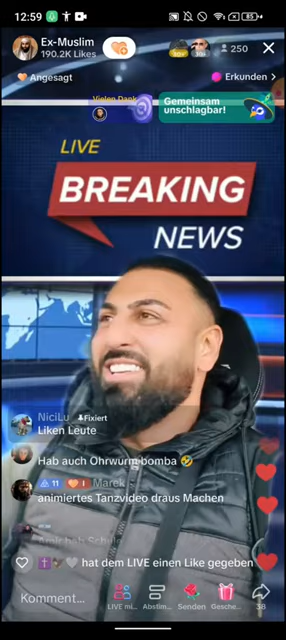 12:59
85
Ex-Muslim
190.2K Likes
250
Angesagt
Erkunden >
Vielen Dank
Gemeinsam
unschlagbar!
LIVE
BREAKING
NEWS
NiciLu Fixiert
Liken Leute
Hab auch Ohrwurm bomba 🤣
11 1 Marek
animiertes Tanzvideo draus Machen
hat dem LIVE einen Like gegeben
Komment...
LIVE mi... Abstim... Senden Gesche... 38